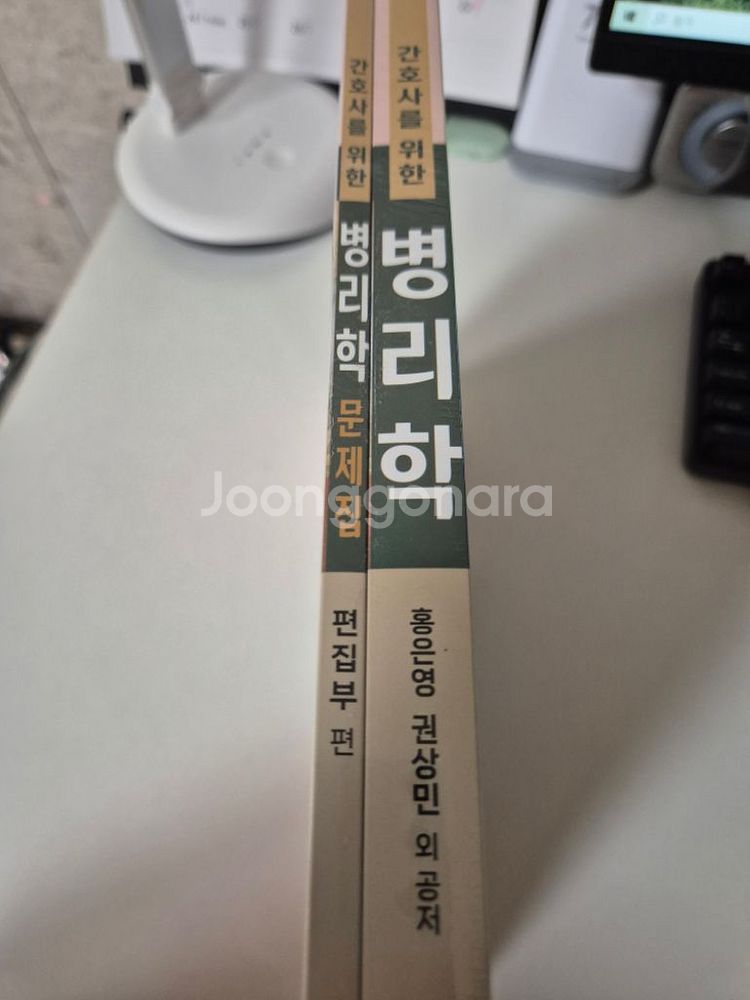 간호사를 위한
병리학 문제집
편집부 편
간호사를 위한
병리학
홍은영 권상민 외 공저
Joonggonara